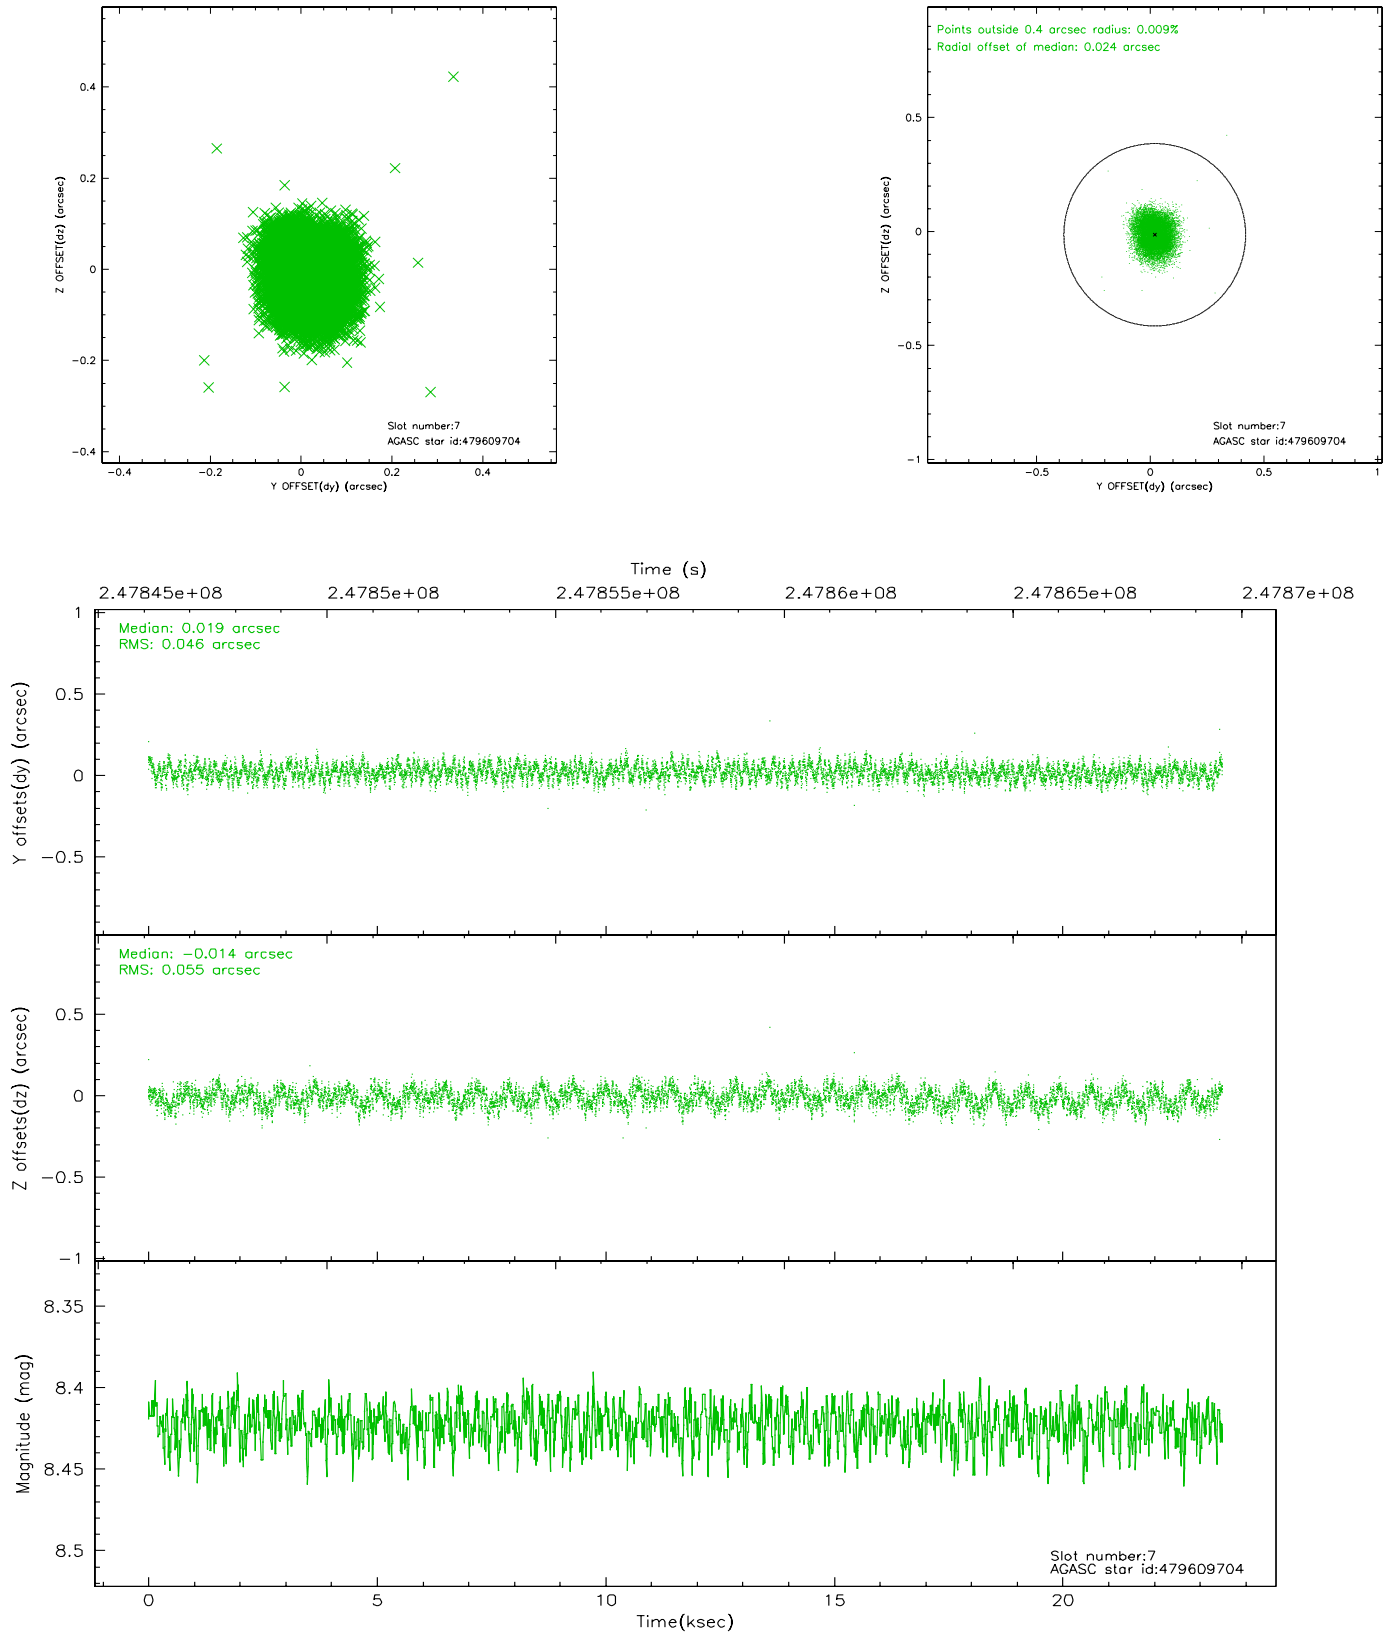 0.4
0.2
0
−0.2
−0.4
Z OFFSET(dz) (arcsec)
Slot number:7
AGASC star id:479609704
−0.4 −0.2 0 0.2 0.4
Y OFFSET(dy) (arcsec)
Points outside 0.4 arcsec radius: 0.009%
Radial offset of median: 0.024 arcsec
0.5
0
−0.5
−1
Z OFFSET(dz) (arcsec)
Slot number:7
AGASC star id:479609704
−0.5 0 0.5 1
Y OFFSET(dy) (arcsec)
Time (s)
2.47845e+08 2.4785e+08 2.47855e+08 2.4786e+08 2.47865e+08 2.4787e+08
Median: 0.019 arcsec
RMS: 0.046 arcsec
1
0.5
0
−0.5
Y offsets(dy) (arcsec)
Median: −0.014 arcsec
RMS: 0.055 arcsec
0.5
0
−0.5
−1
Z offsets(dz) (arcsec)
8.35
8.4
8.45
8.5
Magnitude (mag)
Slot number:7
AGASC star id:479609704
0 5 10 15 20
Time(ksec)